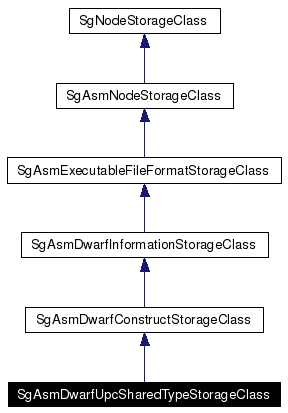 SgNodeStorageClass
SgAsmNodeStorageClass
SgAsmExecutableFileFormatStorageClass
SgAsmDwarfInformationStorageClass
SgAsmDwarfConstructStorageClass
SgAsmDwarfUpcSharedTypeStorageClass